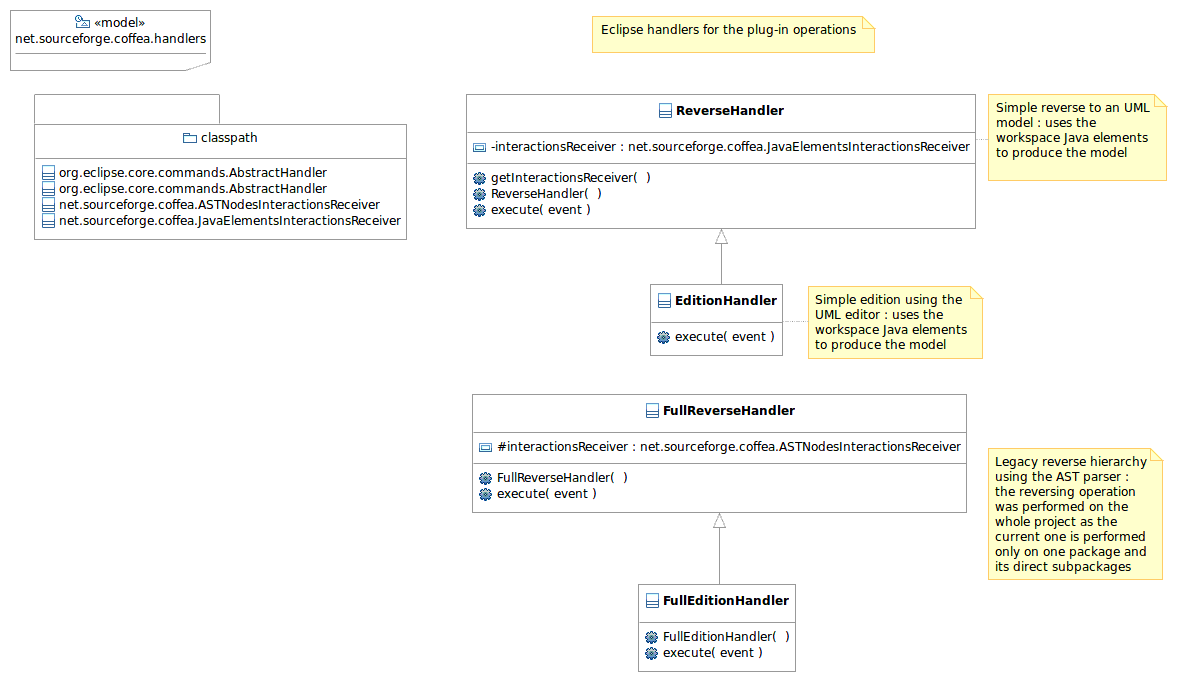 «model»
net.sourceforge.coffea.handlers
Eclipse handlers for the plug-in operations
classpath
org.eclipse.core.commands.AbstractHandler
org.eclipse.core.commands.AbstractHandler
net.sourceforge.coffea.ASTNodesInteractionsReceiver
net.sourceforge.coffea.JavaElementsInteractionsReceiver
ReverseHandler
-interactionsReceiver : net.sourceforge.coffea.JavaElementsInteractionsReceiver
getInteractionsReceiver(  )
ReverseHandler(  )
execute( event )
Simple reverse to an UML
model : uses the
workspace Java elements
to produce the model
EditionHandler
execute( event )
Simple edition using the
UML editor : uses the
workspace Java elements
to produce the model
FullReverseHandler
#interactionsReceiver : net.sourceforge.coffea.ASTNodesInteractionsReceiver
FullReverseHandler(  )
execute( event )
Legacy reverse hierarchy
using the AST parser :
the reversing operation
was performed on the
whole project as the
current one is performed
only on one package and
its direct subpackages
FullEditionHandler
FullEditionHandler(  )
execute( event )